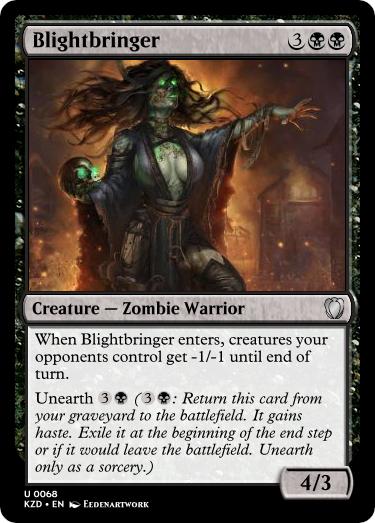 Blightbringer 3
Creature — Zombie Warrior
When Blightbringer enters, creatures your
opponents control get -1/-1 until end of
turn.
Unearth 3 (3: Return this card from
your graveyard to the battlefield. It gains
haste. Exile it at the beginning of the end step
or if it would leave the battlefield. Unearth
only as a sorcery.)
4/3
U 0068
KZD • EN EEDENARTWORK